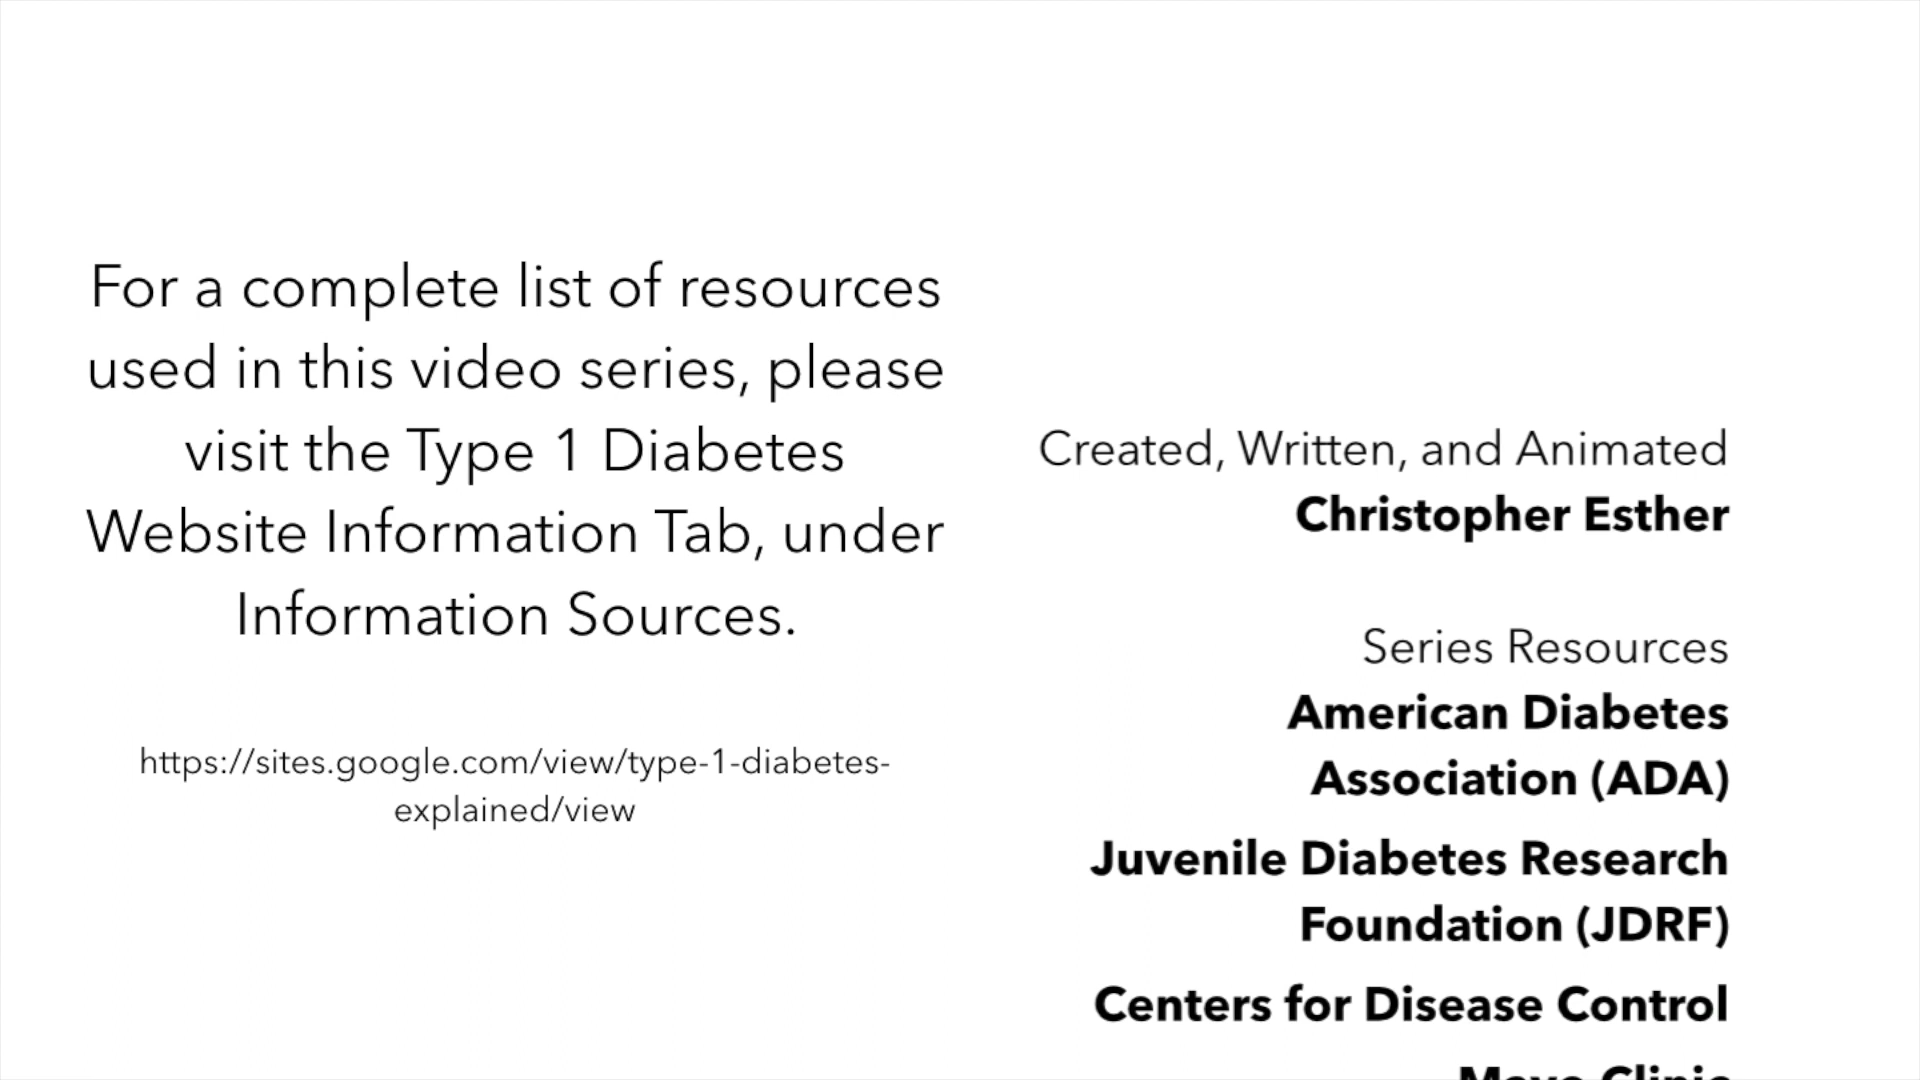 For a complete list of resources
used in this video series, please
visit the Type 1 Diabetes
Website Information Tab, under
Information Sources.
https://sites.google.com/view/type-1-diabetes-
explained/view
Created, Written, and Animated
Christopher Esther
Series Resources
American Diabetes
Association (ADA)
Juvenile Diabetes Research
Foundation (JDRF)
Centers for Disease Control
Mayo Clinic